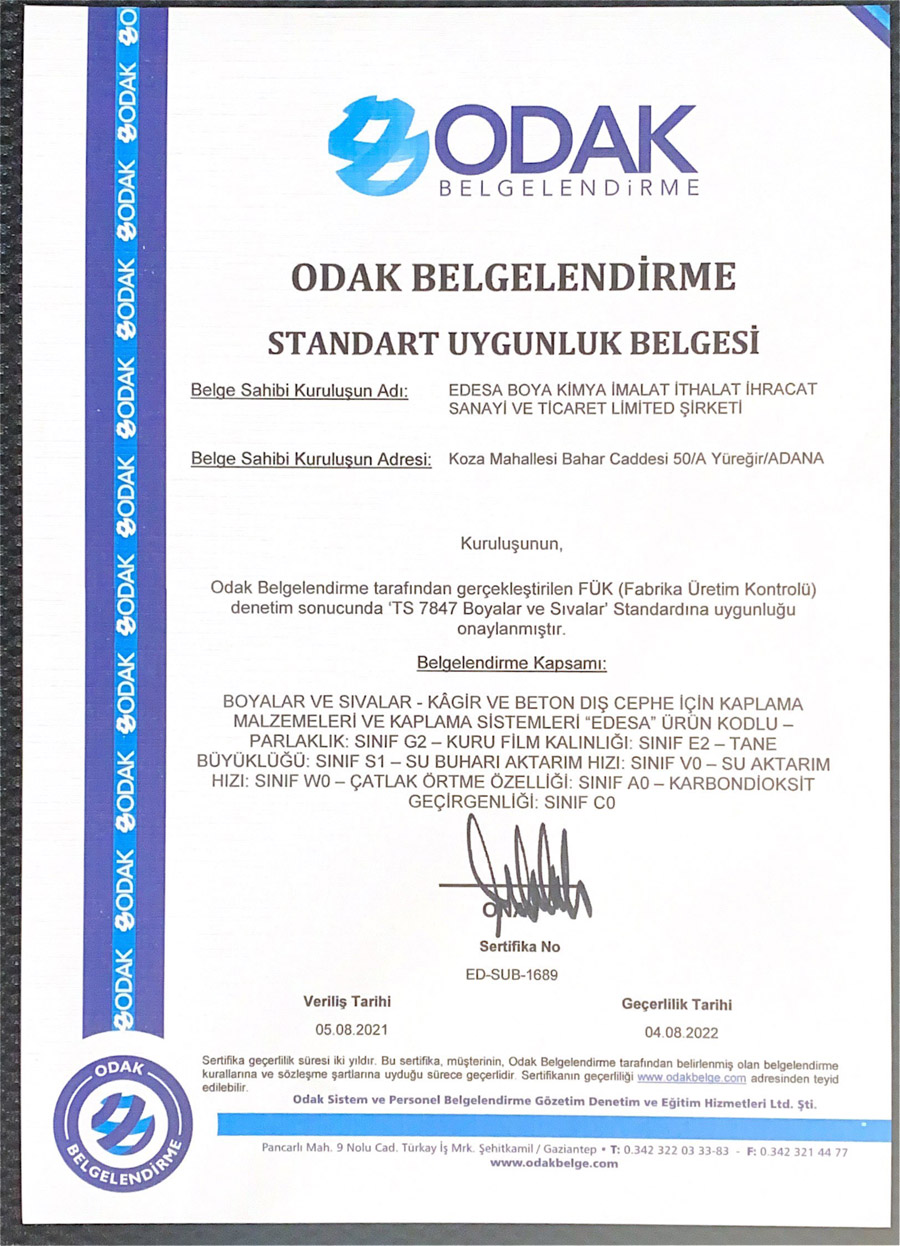 ODAK
BELGELENDİRME
ODAK BELGELENDİRME
STANDART UYGUNLUK BELGESİ
Belge Sahibi Kuruluşun Adı: EDESA BOYA KİMYA İMALAT İTHALAT İHRACAT
SANAYİ VE TİCARET LİMİTED ŞİRKETİ
Belge Sahibi Kuruluşun Adresi: Koza Mahallesi Bahar Caddesi 50/A Yüreğir/ADANA
Kuruluşunun,
Odak Belgelendirme tarafından gerçekleştirilen FÜK (Fabrika Üretim Kontrolü)
denetim sonucunda ‘TS 7847 Boyalar ve Sıvalar’ Standardına uygunluğu
onaylanmıştır.
Belgelendirme Kapsamı:
BOYALAR VE SIVALAR - KÂGİR VE BETON DIŞ CEPHE İÇİN KAPLAMA
MALZEMELERİ VE KAPLAMA SİSTEMLERİ “EDESA” ÜRÜN KODLU –
PARLAKLIK: SINIF G2 – KURU FİLM KALINLIĞI: SINIF E2 – TANE
BÜYÜKLÜĞÜ: SINIF S1 – SU BUHARI AKTARIM HIZI: SINIF V0 – SU AKTARIM
HIZI: SINIF W0 – ÇATLAK ÖRTME ÖZELLİĞİ: SINIF A0 – KARBONDİOKSİT
GEÇİRGENLİĞİ: SINIF C0
Sertifika No
ED-SUB-1689
Veriliş Tarihi Geçerlilik Tarihi
05.08.2021 04.08.2022
Sertifika geçerlilik süresi iki yıldır. Bu sertifika, müşterinin, Odak Belgelendirme tarafından belirlenmiş olan belgelendirme
kurallarına ve sözleşme şartlarına uyduğu sürece geçerlidir. Sertifikanın geçerliliği www.odakbelge.com adresinden teyid
edilebilir.
Odak Sistem ve Personel Belgelendirme Gözetim Denetim ve Eğitim Hizmetleri Ltd. Şti.
Pancarlı Mah. 9 Nolu Cad. Türkay İş Mrk. Şehitkamil / Gaziantep • T: 0.342 322 03 33-83 - F: 0.342 321 44 77
www.odakbelge.com
ODAK
BELGELENDİRME
ODAK
ODAK
ODAK
ODAK
ODAK
ODAK
ODAK
ODAK
ODAK
ODAK